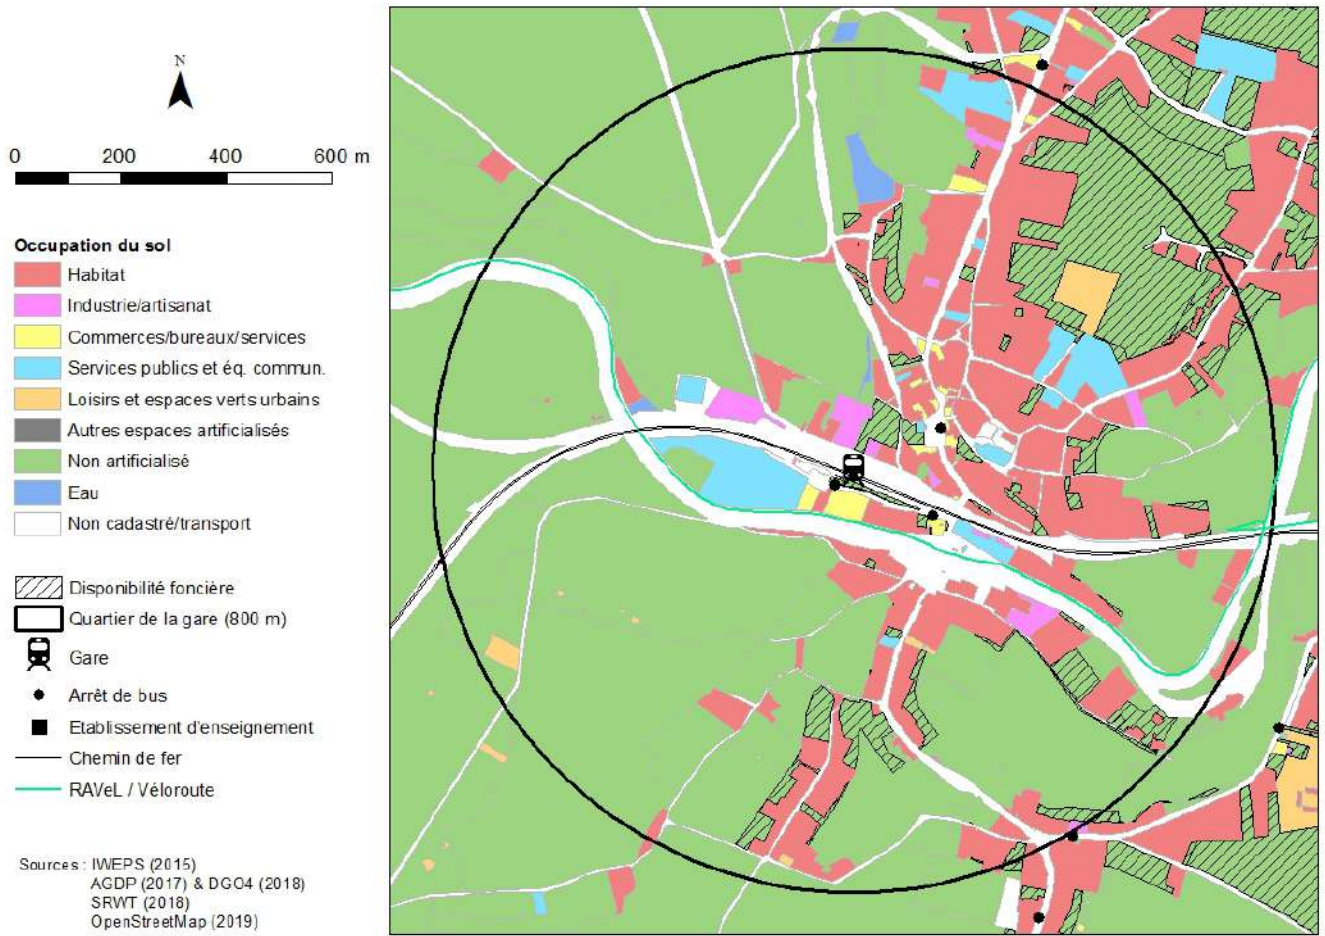 N
0 200 400 600 m
Occupation du sol
Habitat
Industrie/artisanat
Commerces/bureaux/services
Services publics et éq. commun.
Loisirs et espaces verts urbains
Autres espaces artificialisés
Non artificialisé
Eau
Non cadastré/transport
Disponibilité foncière
Quartier de la gare (800 m)
Gare
Arrêt de bus
Etablissement d'enseignement
Chemin de fer
RAVeL / Véloroute
Sources : IWEPS (2015)
AGDP (2017) & DGO4 (2018)
SRWT (2018)
OpenStreetMap (2019)